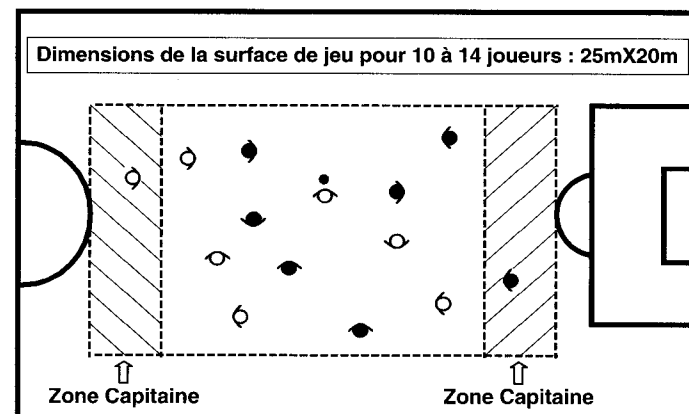 Dimensions de la surface de jeu pour 10 à 14 joueurs : 25mX20m
Zone Capitaine
Zone Capitaine